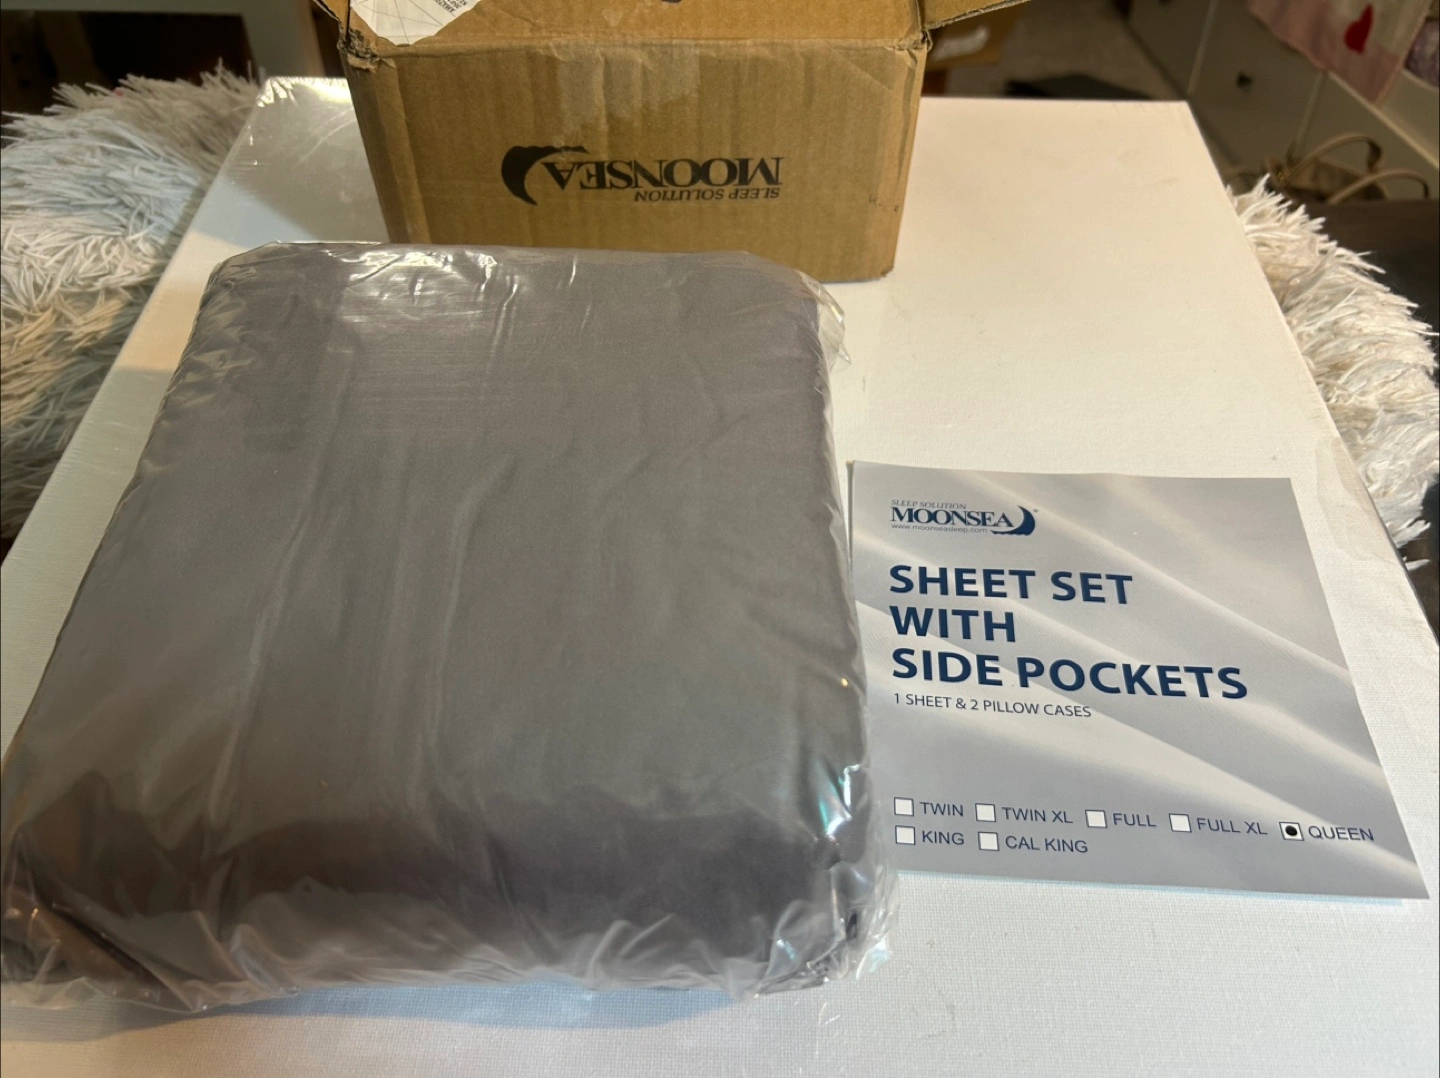 MOONSEA
SLEEP SOLUTION
SLEEP SOLUTION
MOONSEA
www.moonseasleep.com
SHEET SET
WITH
SIDE POCKETS
1 SHEET & 2 PILLOW CASES
TWIN TWIN XL FULL FULL XL QUEEN
KING CAL KING